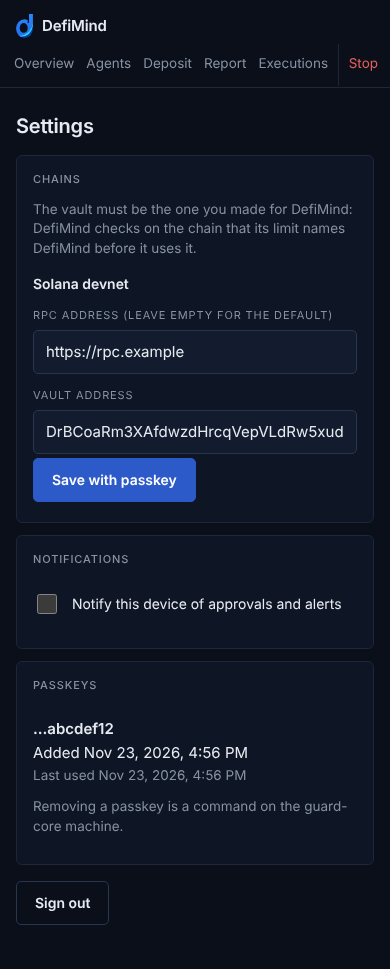 DefiMind
Overview Agents Deposit Report Executions Stop
Settings
CHAINS
The vault must be the one you made for DefiMind:
DefiMind checks on the chain that its limit names
DefiMind before it uses it.
Solana devnet
RPC ADDRESS (LEAVE EMPTY FOR THE DEFAULT)
https://rpc.example
VAULT ADDRESS
DrBCoaRm3XAfdwzdHrcqVepVLdRw5xud
Save with passkey
NOTIFICATIONS
Notify this device of approvals and alerts
PASSKEYS
…abcdef12
Added Nov 23, 2026, 4:56 PM
Last used Nov 23, 2026, 4:56 PM
Removing a passkey is a command on the guard-
core machine.
Sign out